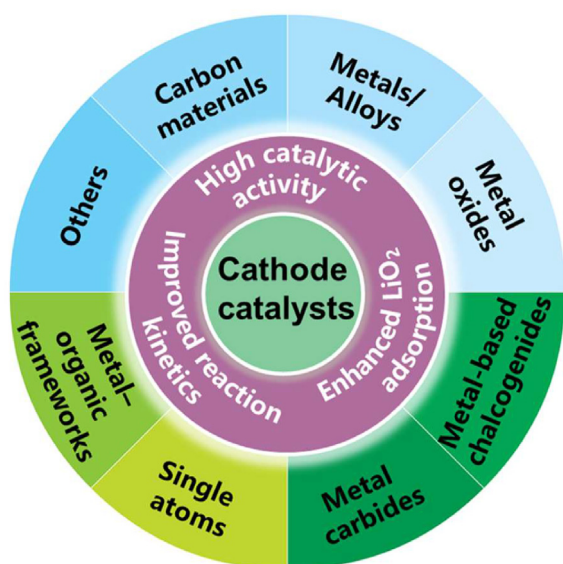 Carbon
materials
Metals/
Alloys
Metal
oxides
Metal-based
chalcogenides
Metal
carbides
Single
atoms
Metal–
organic
frameworks
Others
High catalytic
activity
Enhanced LiO₂
adsorption
Improved reaction
kinetics
Cathode
catalysts